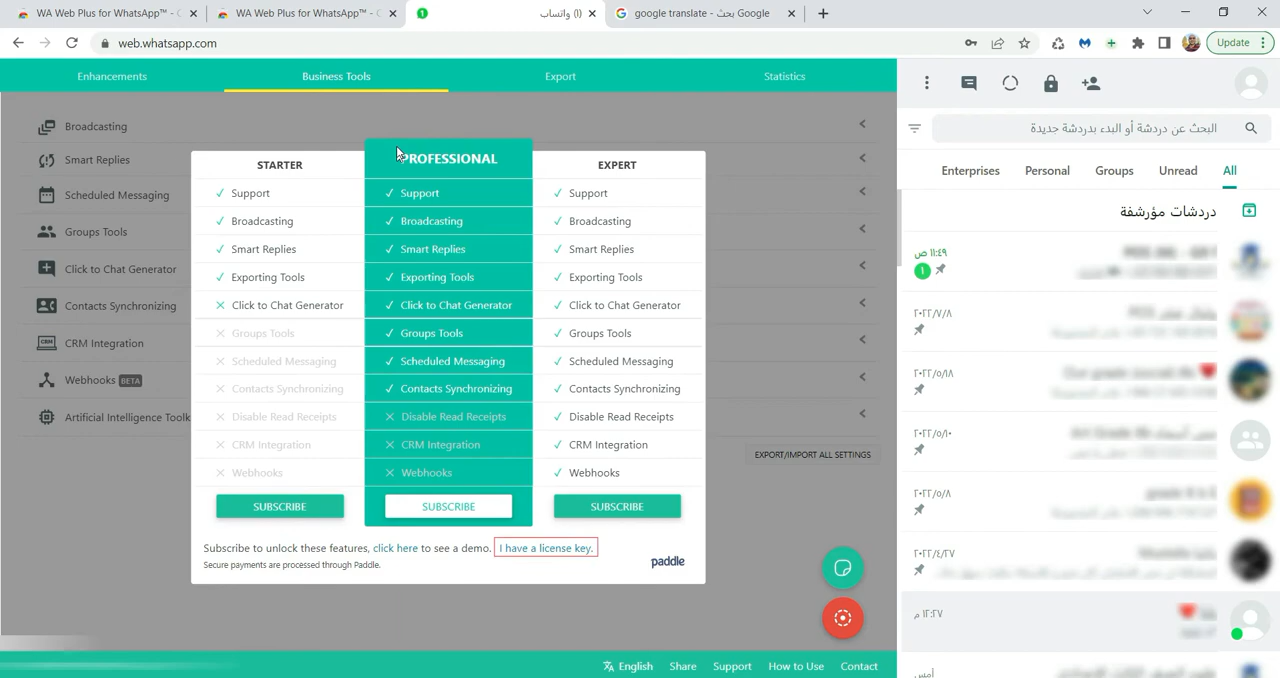 WA Web Plus for WhatsApp™ - C
WA Web Plus for WhatsApp™ - C
(١) واتساب
google translate - بحث Google
web.whatsapp.com
Update
Enhancements
Business Tools
Export
Statistics
Broadcasting
Smart Replies
Scheduled Messaging
Groups Tools
Click to Chat Generator
Contacts Synchronizing
CRM Integration
Webhooks BETA
Artificial Intelligence Toolk
EXPORT/IMPORT ALL SETTINGS
STARTER
Support
Broadcasting
Smart Replies
Exporting Tools
Click to Chat Generator
Groups Tools
Scheduled Messaging
Contacts Synchronizing
Disable Read Receipts
CRM Integration
Webhooks
SUBSCRIBE
PROFESSIONAL
Support
Broadcasting
Smart Replies
Exporting Tools
Click to Chat Generator
Groups Tools
Scheduled Messaging
Contacts Synchronizing
Disable Read Receipts
CRM Integration
Webhooks
SUBSCRIBE
EXPERT
Support
Broadcasting
Smart Replies
Exporting Tools
Click to Chat Generator
Groups Tools
Scheduled Messaging
Contacts Synchronizing
Disable Read Receipts
CRM Integration
Webhooks
SUBSCRIBE
Subscribe to unlock these features, click here to see a demo. I have a license key.
Secure payments are processed through Paddle.
paddle
English
Share
Support
How to Use
Contact
البحث عن دردشة أو البدء بدردشة جديدة
Enterprises
Personal
Groups
Unread
All
دردشات مؤرشفة
١١:٤٩ ص
١
٢٠٢٢/٧/٨
٢٠٢٢/٥/١٨
٢٠٢٢/٥/١٠
٢٠٢٢/٥/٨
٢٠٢٢/٤/٢٧
١٢:٢٧ م
أمس